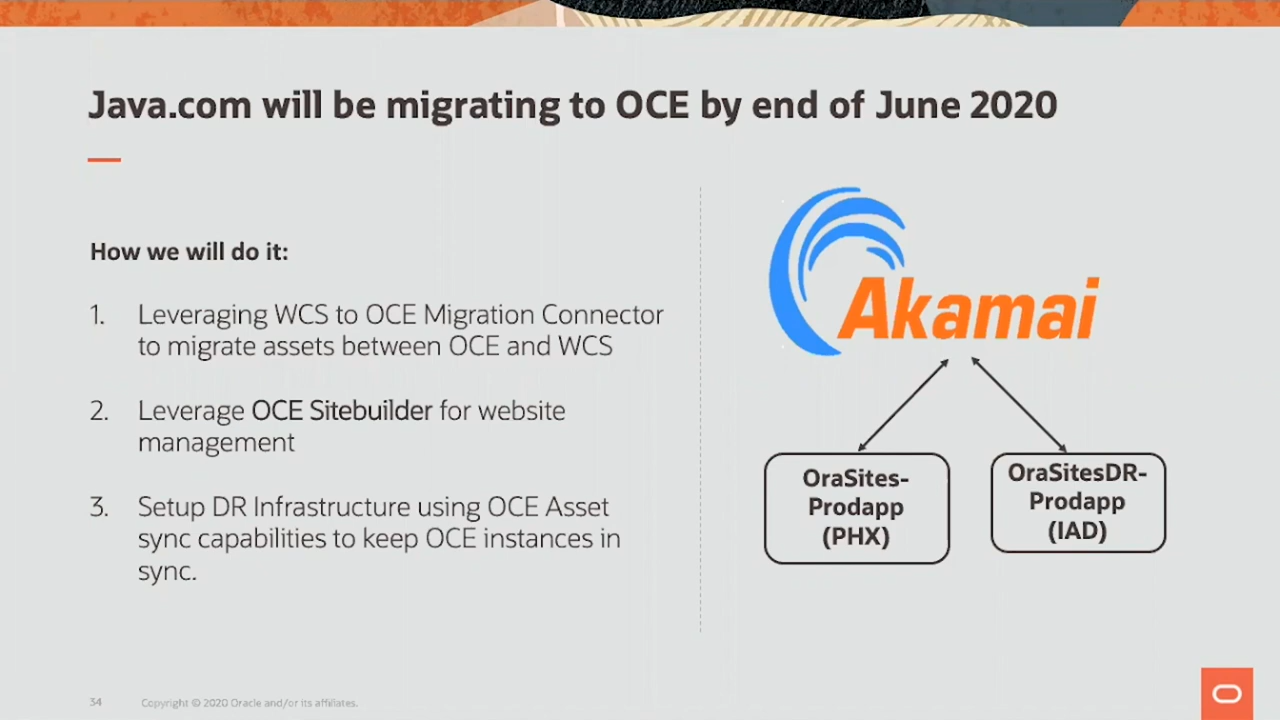 Java.com will be migrating to OCE by end of June 2020
How we will do it:
1. Leveraging WCS to OCE Migration Connector
to migrate assets between OCE and WCS
2. Leverage OCE Sitebuilder for website
management
3. Setup DR Infrastructure using OCE Asset
sync capabilities to keep OCE instances in
sync.
Akamai
OraSites-
Prodapp
(PHX)
OraSitesDR-
Prodapp
(IAD)
34 Copyright © 2020 Oracle and/or its affiliates.